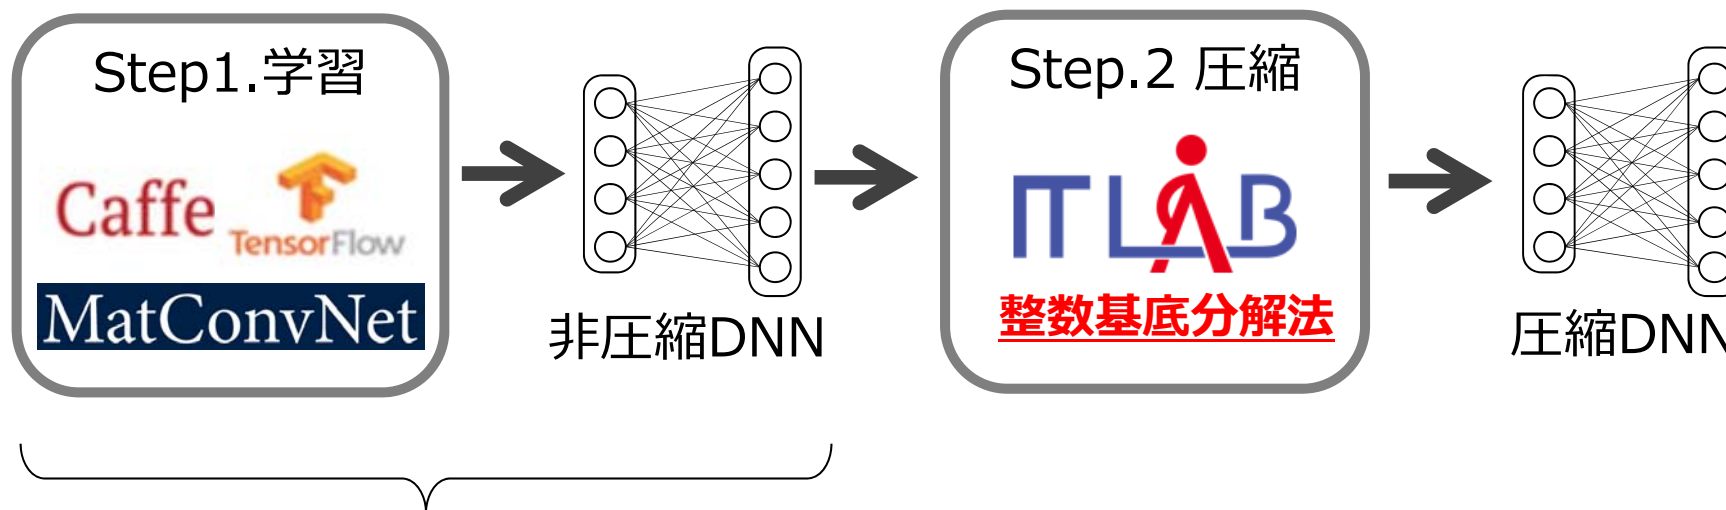 Step1.学習
Caffe
TensorFlow
MatConvNet
非圧縮DNN
Step.2 圧縮
IT LAB
整数基底分解法
圧縮DNN